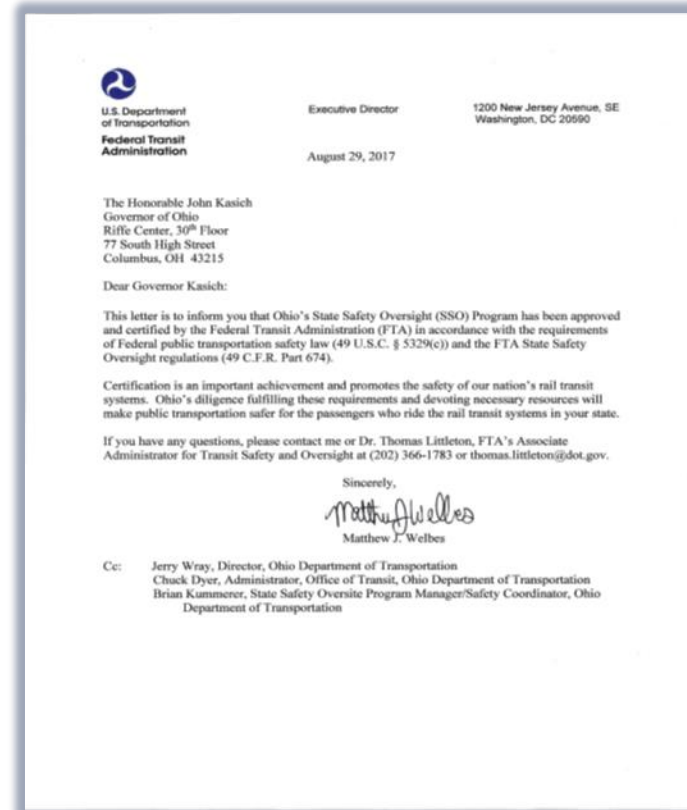 U.S. Department
of Transportation
Federal Transit
Administration
Executive Director
1200 New Jersey Avenue, SE
Washington, DC 20590
August 29, 2017
The Honorable John Kasich
Governor of Ohio
Riffe Center, 30th Floor
77 South High Street
Columbus, OH 43215
Dear Governor Kasich:
This letter is to inform you that Ohio's State Safety Oversight (SSO) Program has been approved
and certified by the Federal Transit Administration (FTA) in accordance with the requirements
of Federal public transportation safety law (49 U.S.C. § 5329(e)) and the FTA State Safety
Oversight regulations (49 C.F.R. Part 674).
Certification is an important achievement and promotes the safety of our nation's rail transit
systems. Ohio's diligence fulfilling these requirements and devoting necessary resources will
make public transportation safer for the passengers who ride the rail transit systems in your state.
If you have any questions, please contact me or Dr. Thomas Littleton, FTA's Associate
Administrator for Transit Safety and Oversight at (202) 366-1783 or thomas.littleton@dot.gov.
Sincerely,
Matthew J Welbes
Matthew J. Welbes
Cc: Jerry Wray, Director, Ohio Department of Transportation
Chuck Dyer, Administrator, Office of Transit, Ohio Department of Transportation
Brian Kummerer, State Safety Oversite Program Manager/Safety Coordinator, Ohio
Department of Transportation